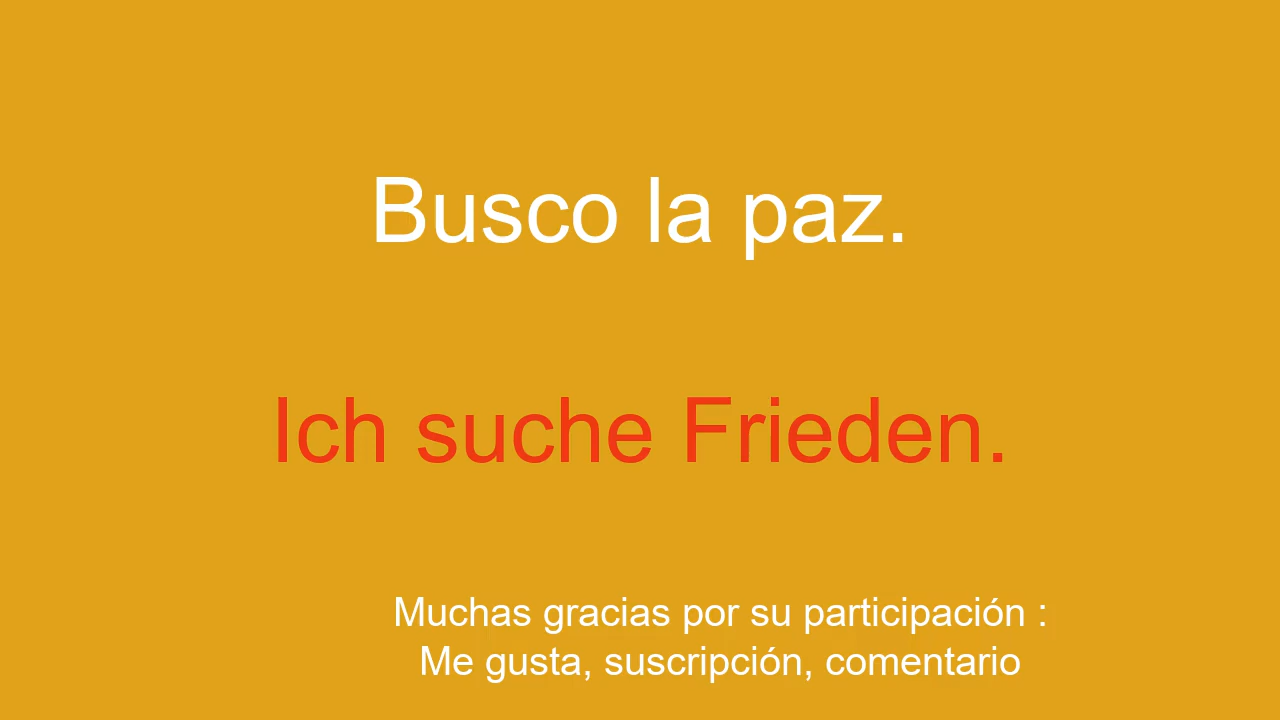 Busco la paz.
Ich suche Frieden.
Muchas gracias por su participación :
Me gusta, suscripción, comentario